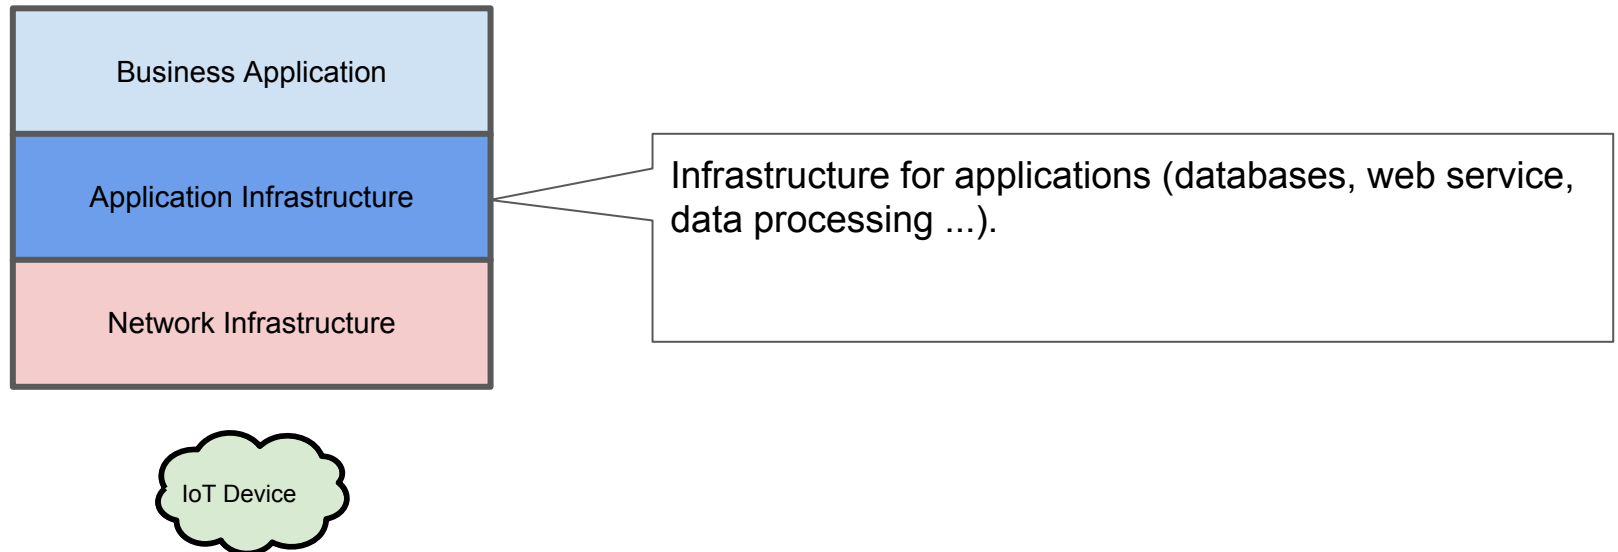 Business Application
Application Infrastructure
Infrastructure for applications (databases, web service,
data processing ...).
Network Infrastructure
IoT Device